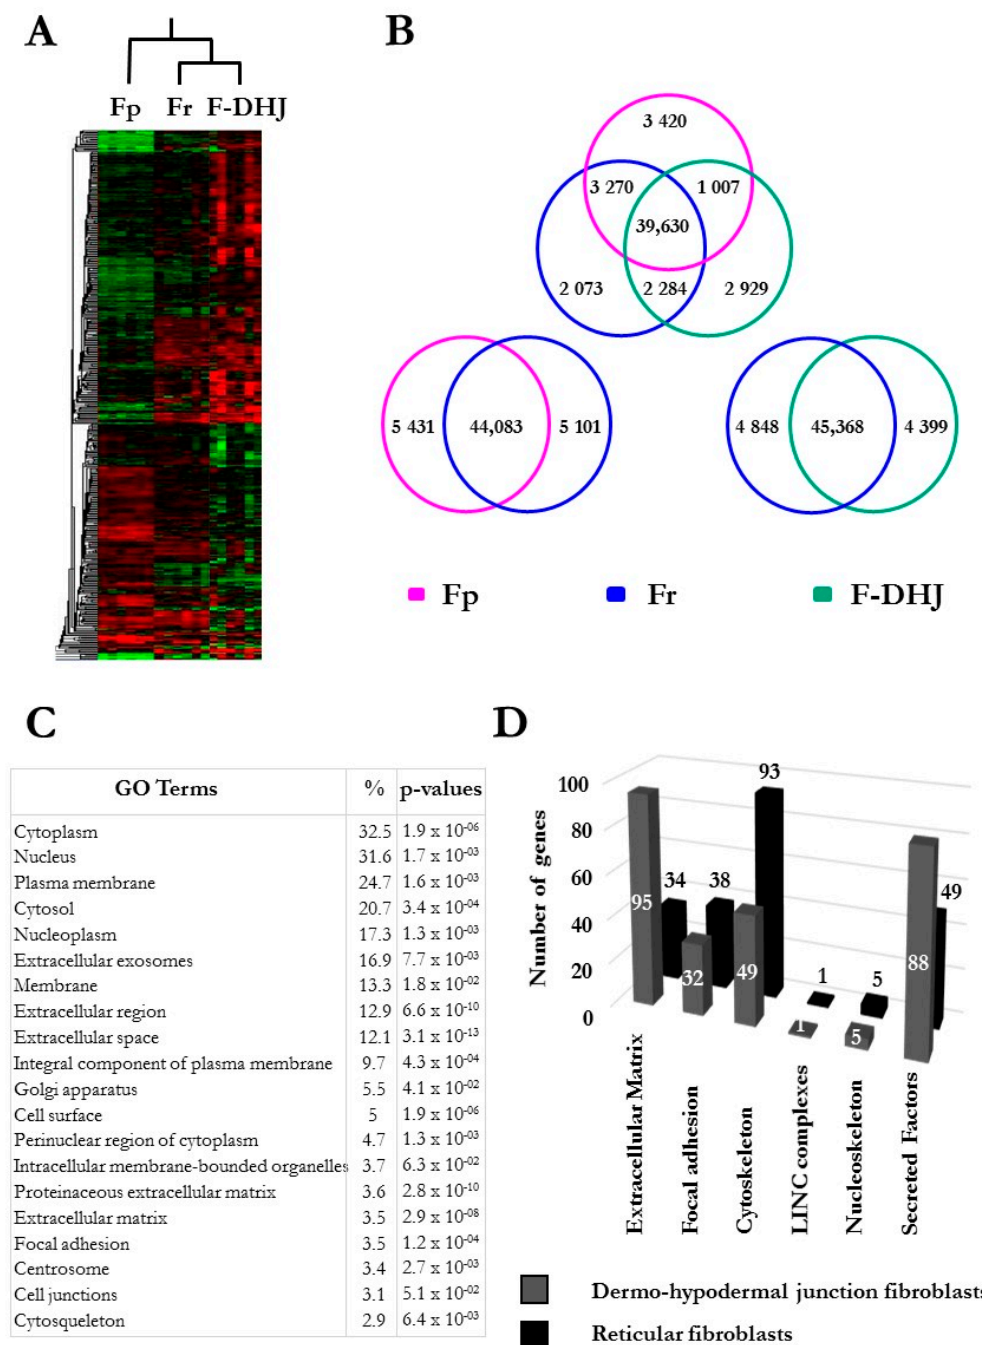 A
B
Fp Fr F-DHJ
3 420
3 270
1 007
39,630
2 073
2 284
2 929
5 431
44,083
5 101
4 848
45,368
4 399
Fp
Fr
F-DHJ
C
GO Terms % p-values
Cytoplasm 32.5 1.9 x 10-06
Nucleus 31.6 1.7 x 10-03
Plasma membrane 24.7 1.6 x 10-03
Cytosol 20.7 3.4 x 10-04
Nucleoplasm 17.3 1.3 x 10-03
Extracellular exosomes 16.9 7.7 x 10-03
Membrane 13.3 1.8 x 10-02
Extracellular region 12.9 6.6 x 10-10
Extracellular space 12.1 3.1 x 10-13
Integral component of plasma membrane 9.7 4.3 x 10-04
Golgi apparatus 5.5 4.1 x 10-02
Cell surface 5 1.9 x 10-06
Perinuclear region of cytoplasm 4.7 1.3 x 10-03
Intracellular membrane-bounded organelles 3.7 6.3 x 10-02
Proteinaceous extracellular matrix 3.6 2.8 x 10-10
Extracellular matrix 3.5 2.9 x 10-08
Focal adhesion 3.5 1.2 x 10-04
Centrosome 3.4 2.7 x 10-03
Cell junctions 3.1 5.1 x 10-02
Cytosqueleton 2.9 6.4 x 10-03
D
Number of genes
100
80
60
40
20
0
95
34
32
38
49
93
1
1
5
5
88
49
Extracellular Matrix
Focal adhesion
Cytoskeleton
LINC complexes
Nucleoskeleton
Secreted Factors
Dermo-hypodermal junction fibroblasts
Reticular fibroblasts